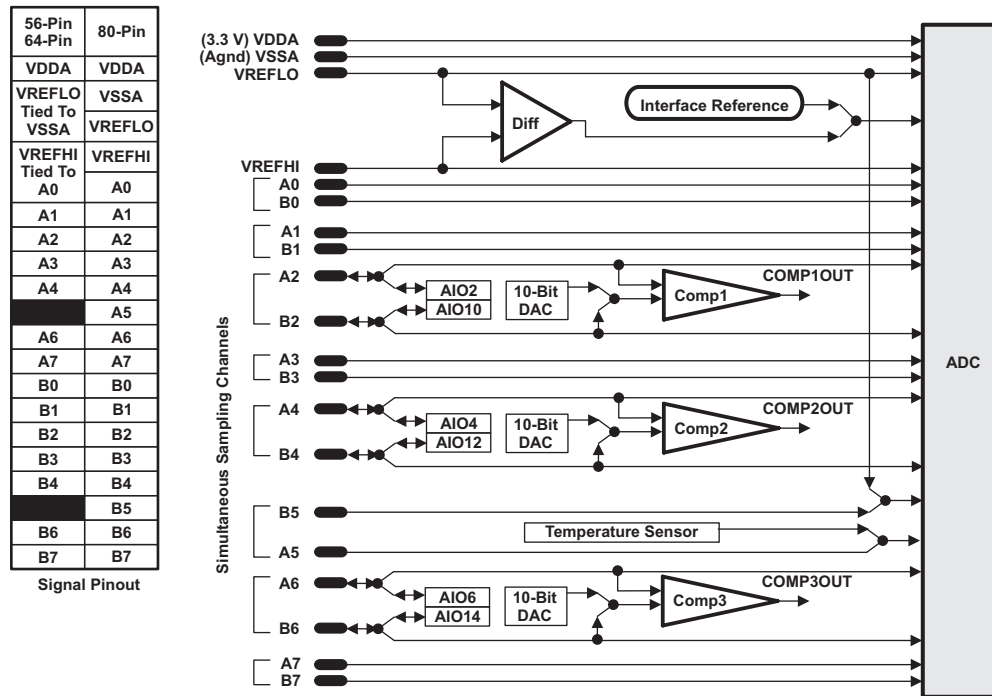 56-Pin
64-Pin
80-Pin
VDDA VDDA
VREFLO
Tied To
VSSA
VSSA
VREFLO
VREFHI
Tied To
A0
VREFHI
A0
A1 A1
A2 A2
A3 A3
A4 A4
A5
A6 A6
A7 A7
B0 B0
B1 B1
B2 B2
B3 B3
B4 B4
B5
B6 B6
B7 B7
Signal Pinout
(3.3 V) VDDA
(Agnd) VSSA
VREFLO
Diff
Interface Reference
VREFHI
A0
B0
A1
B1
A2
AIO2
AIO10
10-Bit
DAC
Comp1
COMP1OUT
B2
Simultaneous Sampling Channels
A3
B3
ADC
A4
AIO4
AIO12
10-Bit
DAC
Comp2
COMP2OUT
B4
B5
Temperature Sensor
A5
A6
AIO6
AIO14
10-Bit
DAC
Comp3
COMP3OUT
B6
A7
B7